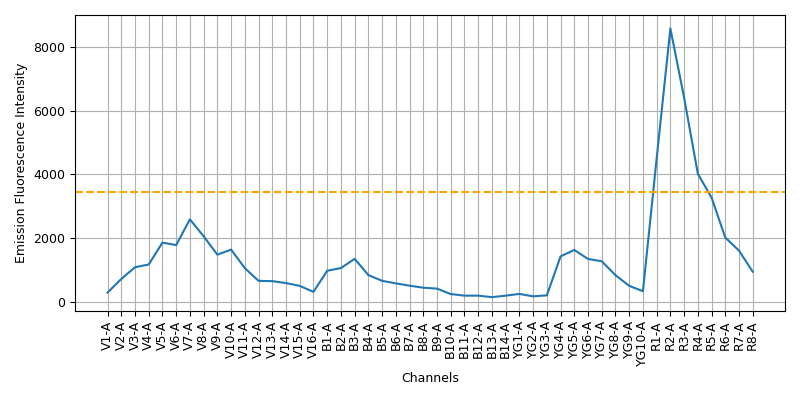 Emission Fluorescence Intensity
8000
6000
4000
2000
0
V1-A
V2-A
V3-A
V4-A
V5-A
V6-A
V7-A
V8-A
V9-A
V10-A
V11-A
V12-A
V13-A
V14-A
V15-A
V16-A
B1-A
B2-A
B3-A
B4-A
B5-A
B6-A
B7-A
B8-A
B9-A
B10-A
B11-A
B12-A
B13-A
B14-A
YG1-A
YG2-A
YG3-A
YG4-A
YG5-A
YG6-A
YG7-A
YG8-A
YG9-A
YG10-A
R1-A
R2-A
R3-A
R4-A
R5-A
R6-A
R7-A
R8-A
Channels